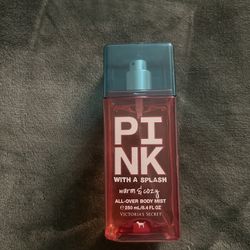 PI
NK
WITH A SPLASH
warm & cozy
ALL-OVER BODY MIST
℮ 250 mL/8.4 FL OZ
VICTORIA'S SECRET